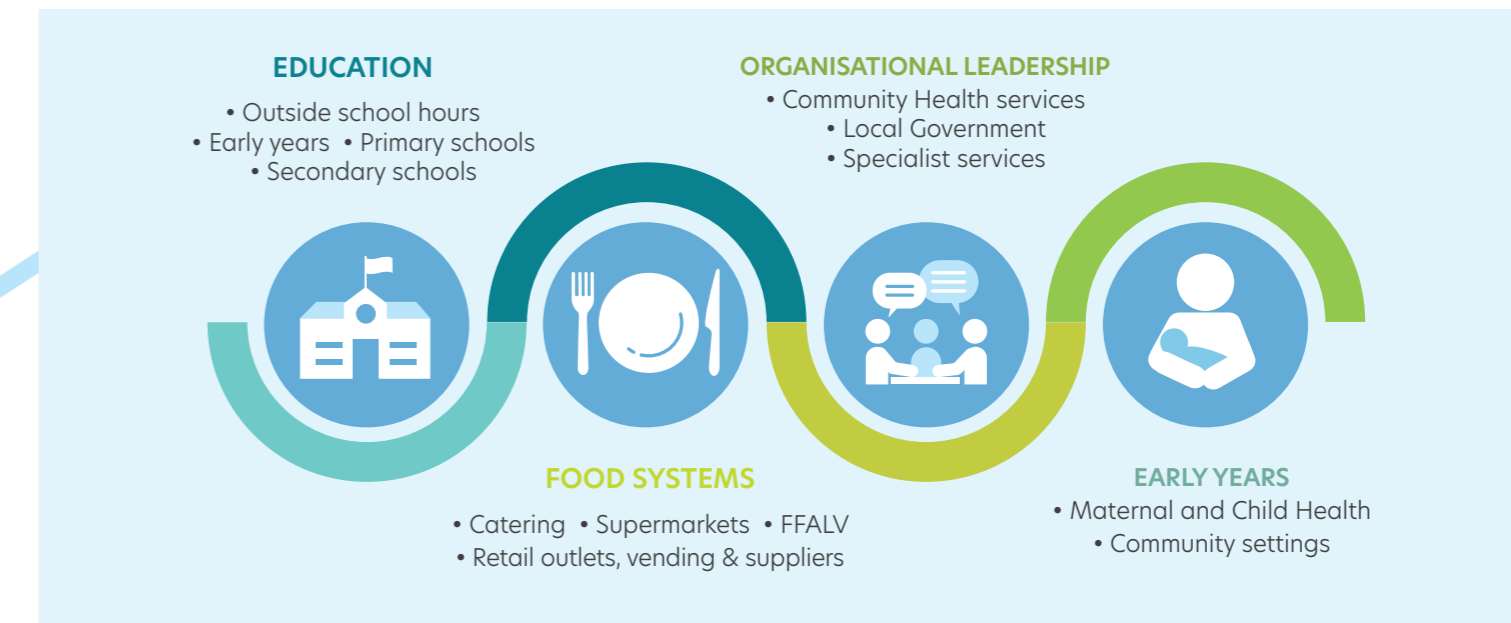 EDUCATION
• Outside school hours
• Early years • Primary schools
• Secondary schools
ORGANISATIONAL LEADERSHIP
• Community Health services
• Local Government
• Specialist services
FOOD SYSTEMS
• Catering • Supermarkets • FFALV
• Retail outlets, vending & suppliers
EARLY YEARS
• Maternal and Child Health
• Community settings